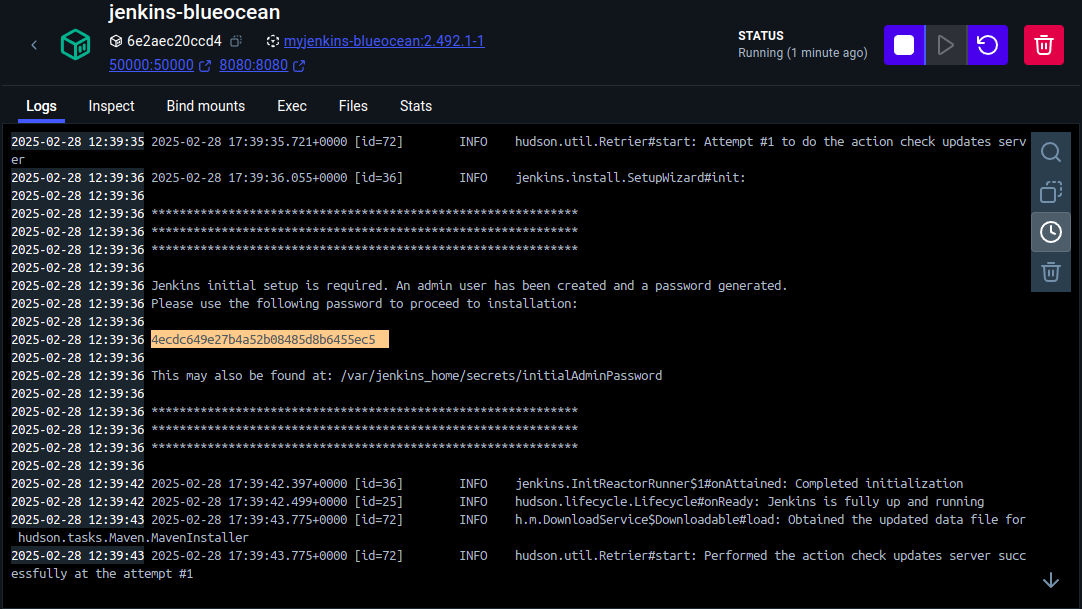 jenkins-blueocean
6e2aec20ccd4 myjenkins-blueocean:2.492.1-1
50000:50000 8080:8080
STATUS
Running (1 minute ago)
Logs Inspect Bind mounts Exec Files Stats
2025-02-28 12:39:35 2025-02-28 17:39:35.721+0000 [id=72] INFO hudson.util.Retrier#start: Attempt #1 to do the action check updates serv
er
2025-02-28 12:39:36 2025-02-28 17:39:36.055+0000 [id=36] INFO jenkins.install.SetupWizard#init:
2025-02-28 12:39:36
2025-02-28 12:39:36 *************************************************************
2025-02-28 12:39:36 *************************************************************
2025-02-28 12:39:36 *************************************************************
2025-02-28 12:39:36
2025-02-28 12:39:36 Jenkins initial setup is required. An admin user has been created and a password generated.
2025-02-28 12:39:36 Please use the following password to proceed to installation:
2025-02-28 12:39:36
2025-02-28 12:39:36 4ecdc649e27b4a52b08485d8b6455ec5
2025-02-28 12:39:36
2025-02-28 12:39:36 This may also be found at: /var/jenkins_home/secrets/initialAdminPassword
2025-02-28 12:39:36
2025-02-28 12:39:36 *************************************************************
2025-02-28 12:39:36 *************************************************************
2025-02-28 12:39:36 *************************************************************
2025-02-28 12:39:36
2025-02-28 12:39:42 2025-02-28 17:39:42.397+0000 [id=36] INFO jenkins.InitReactorRunner$1#onAttained: Completed initialization
2025-02-28 12:39:42 2025-02-28 17:39:42.499+0000 [id=25] INFO hudson.lifecycle.Lifecycle#onReady: Jenkins is fully up and running
2025-02-28 12:39:43 2025-02-28 17:39:43.775+0000 [id=72] INFO h.m.DownloadService$Downloadable#load: Obtained the updated data file for
hudson.tasks.Maven.MavenInstaller
2025-02-28 12:39:43 2025-02-28 17:39:43.775+0000 [id=72] INFO hudson.util.Retrier#start: Performed the action check updates server succ
essfully at the attempt #1